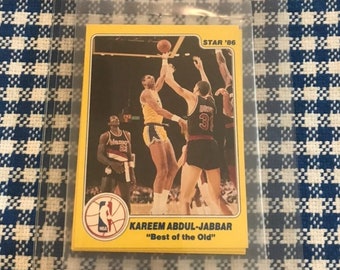 STAR '86
KAREEM ABDUL-JABBAR
"Best of the Old"